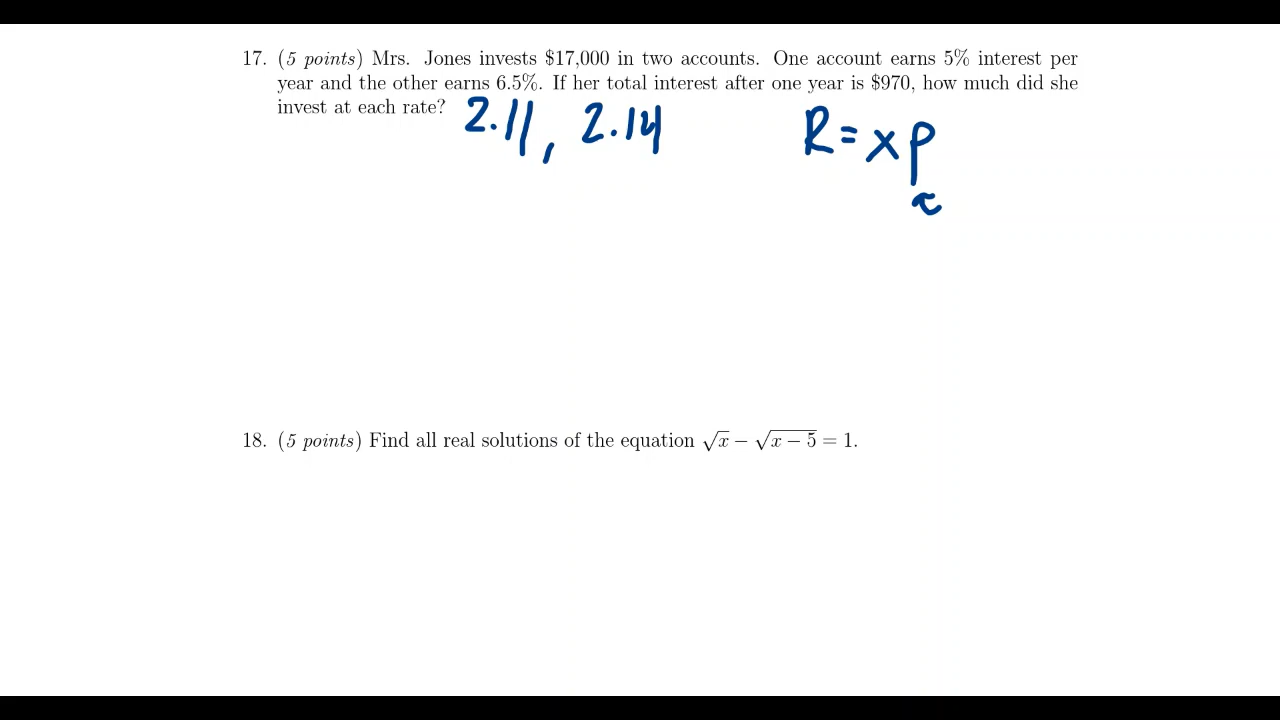 17. (5 points) Mrs. Jones invests $17,000 in two accounts. One account earns 5% interest per
year and the other earns 6.5%. If her total interest after one year is $970, how much did she
invest at each rate?
2.11, 2.14
R = xp
18. (5 points) Find all real solutions of the equation √x − √(x − 5) = 1.